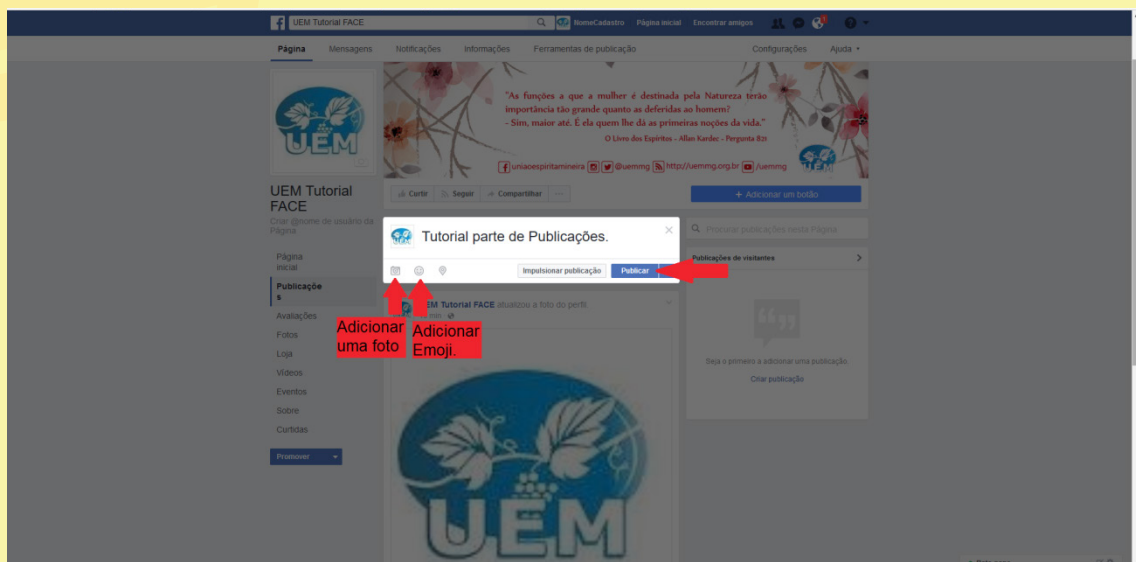 UEM Tutorial FACE
NomeCadastro Página inicial Encontrar amigos
Página Mensagens Notificações Informações Ferramentas de publicação Configurações Ajuda
UEM
"As funções a que a mulher é destinada pela Natureza terão
importância tão grande quanto as deferidas ao homem?
- Sim, maior até. É ela quem lhe dá as primeiras noções da vida."
O Livro dos Espíritos - Allan Kardec - Pergunta 821
uniaoespiritamineira @uemmg http://uemmg.org.br /uemmg
UEM
UEM Tutorial
FACE
Criar @nome de usuário da
Página
Curtir Seguir Compartilhar ...
+ Adicionar um botão
UEM
Tutorial parte de Publicações.
Impulsionar publicação Publicar
Procurar publicações nesta Página
Publicações de visitantes
Seja o primeiro a adicionar uma publicação.
Criar publicação
Página
inicial
Publicaçõe
s
Avaliações
Fotos
Loja
Vídeos
Eventos
Sobre
Curtidas
Promover
UEM Tutorial FACE atualizou a foto do perfil
min
Adicionar
uma foto
Adicionar
Emoji.
UEM